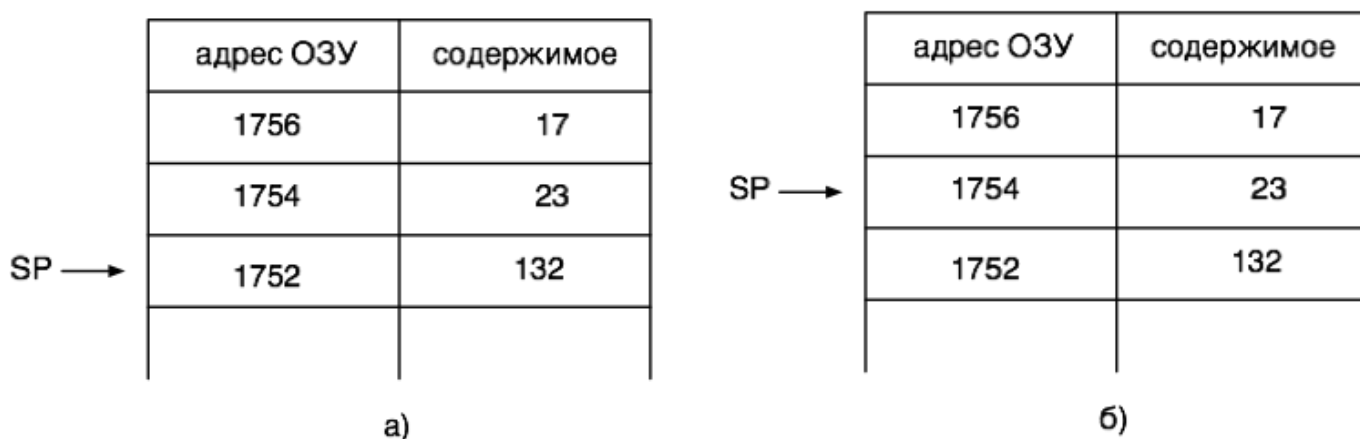 адрес ОЗУ содержимое
1756 17
1754 23
SP 1752 132
а)
адрес ОЗУ содержимое
1756 17
SP 1754 23
1752 132
б)